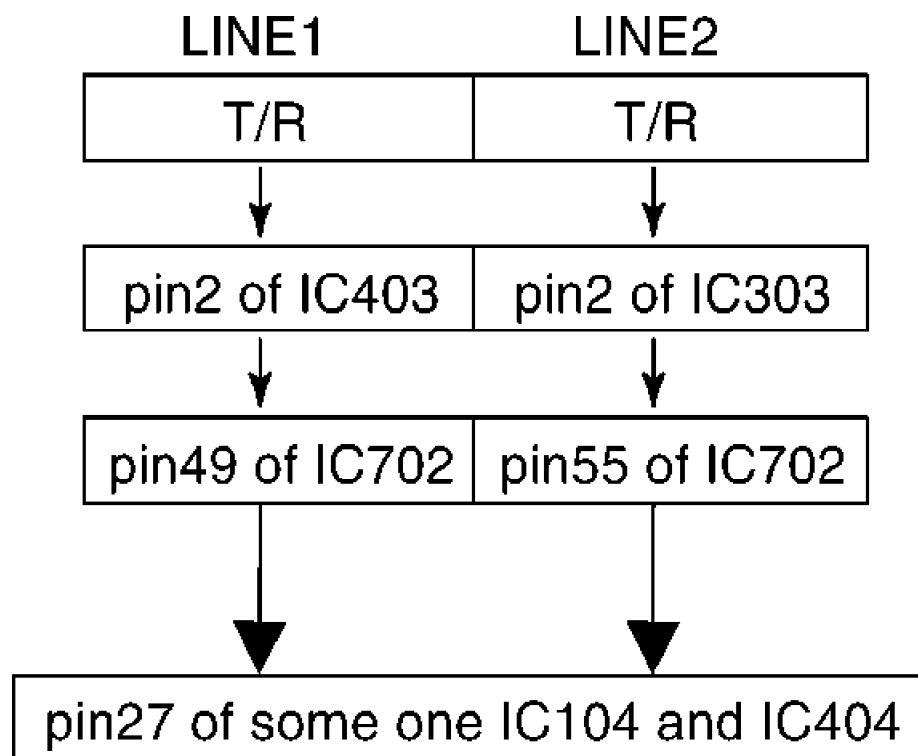 LINE1 LINE2
T/R T/R
pin2 of IC403 pin2 of IC303
pin49 of IC702 pin55 of IC702
pin27 of some one IC104 and IC404